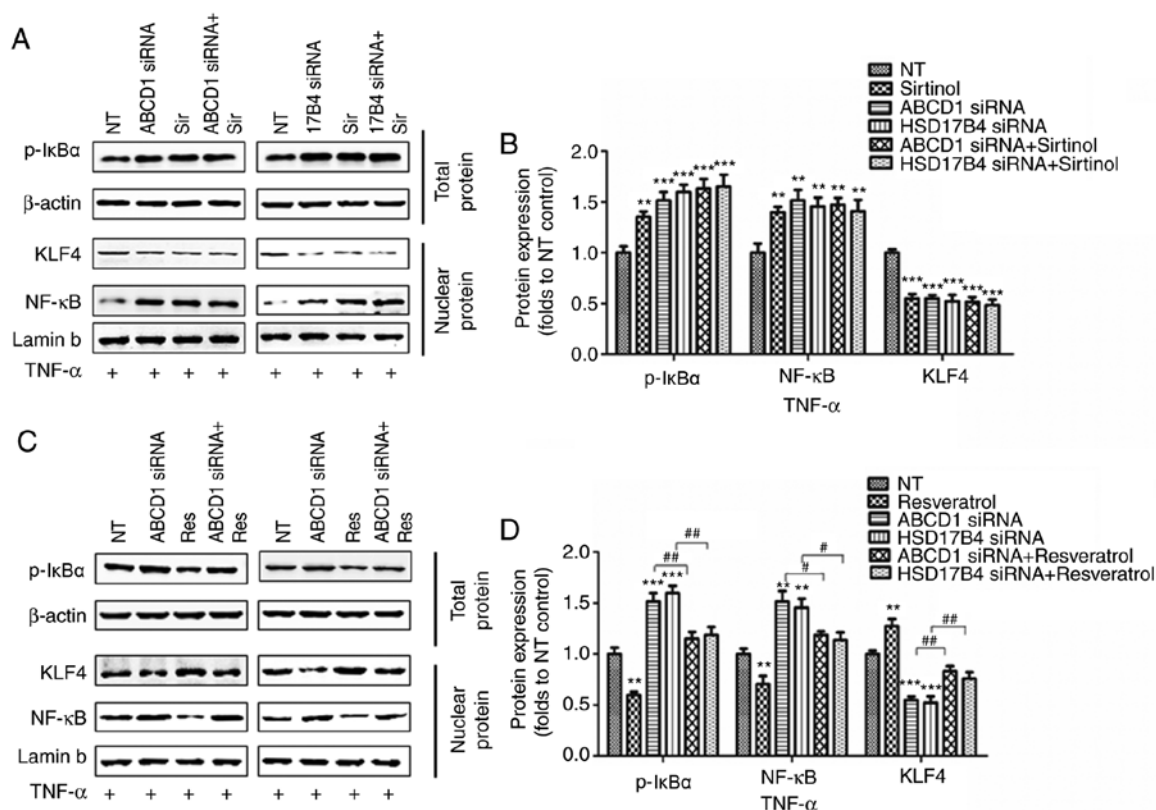 A
NT
ABCD1 siRNA
Sir
ABCD1 siRNA+
Sir
NT
17B4 siRNA
Sir
17B4 siRNA+
Sir
p-IκBα
β-actin
Total
protein
KLF4
NF-κB
Lamin b
Nuclear protein
TNF-α + + + + + + + +
B
NT
Sirtinol
ABCD1 siRNA
HSD17B4 siRNA
ABCD1 siRNA+Sirtinol
HSD17B4 siRNA+Sirtinol
Protein expression
(folds to NT control)
2.0
1.5
1.0
0.5
0.0
** *** *** *** ***
** ** ** ** **
*** *** *** *** ***
p-IκBα NF-κB KLF4
TNF-α
C
NT
ABCD1 siRNA
Res
ABCD1 siRNA+
Res
NT
ABCD1 siRNA
Res
ABCD1 siRNA+
Res
p-IκBα
β-actin
Total
protein
KLF4
NF-κB
Lamin b
Nuclear
protein
TNF-α + + + + + + + +
D
NT
Resveratrol
ABCD1 siRNA
HSD17B4 siRNA
ABCD1 siRNA+Resveratrol
HSD17B4 siRNA+Resveratrol
Protein expression
(folds to NT control)
2.0
1.5
1.0
0.5
0.0
** *** *** ## ##
** ** ** # #
** *** *** ## ##
p-IκBα NF-κB KLF4
TNF-α